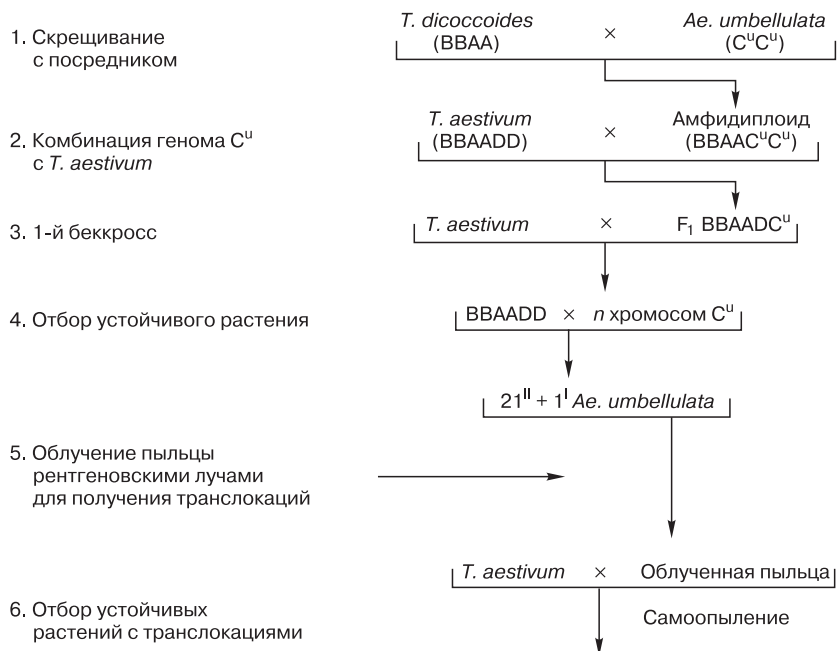 1. Скрещивание
с посредником
T. dicoccoides × Ae. umbellulata
(BBAA) (CᵘCᵘ)
2. Комбинация генома Cᵘ
с T. aestivum
T. aestivum × Амфидиплоид
(BBAADD) (BBAACᵘCᵘ)
3. 1-й беккросс
T. aestivum × F₁ BBAADCᵘ
4. Отбор устойчивого растения
BBAADD × n хромосом Cᵘ
21ᴵᴵ + 1ᴵ Ae. umbellulata
5. Облучение пыльцы
рентгеновскими лучами
для получения транслокаций
T. aestivum × Облученная пыльца
6. Отбор устойчивых
растений с транслокациями
Самоопыление